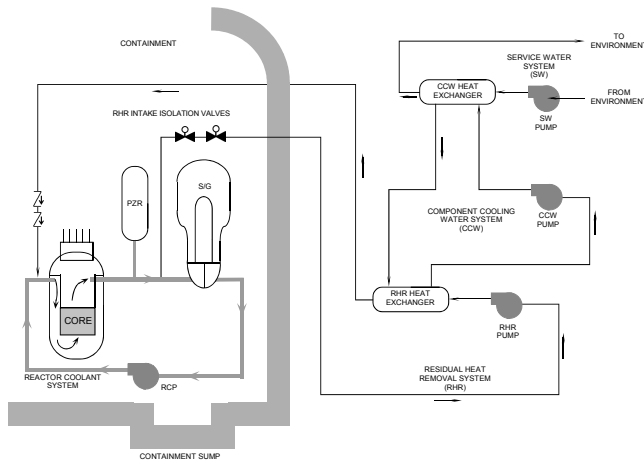 TO
ENVIRONMENT
CONTAINMENT
SERVICE WATER
SYSTEM
(SW)
CCW HEAT
EXCHANGER
FROM
ENVIRONMENT
SW
PUMP
RHR INTAKE ISOLATION VALVES
PZR
S/G
COMPONENT COOLING
WATER SYSTEM
(CCW)
CCW
PUMP
RHR HEAT
EXCHANGER
CORE
RHR
PUMP
REACTOR COOLANT
SYSTEM
RCP
RESIDUAL HEAT
REMOVAL SYSTEM
(RHR)
CONTAINMENT SUMP